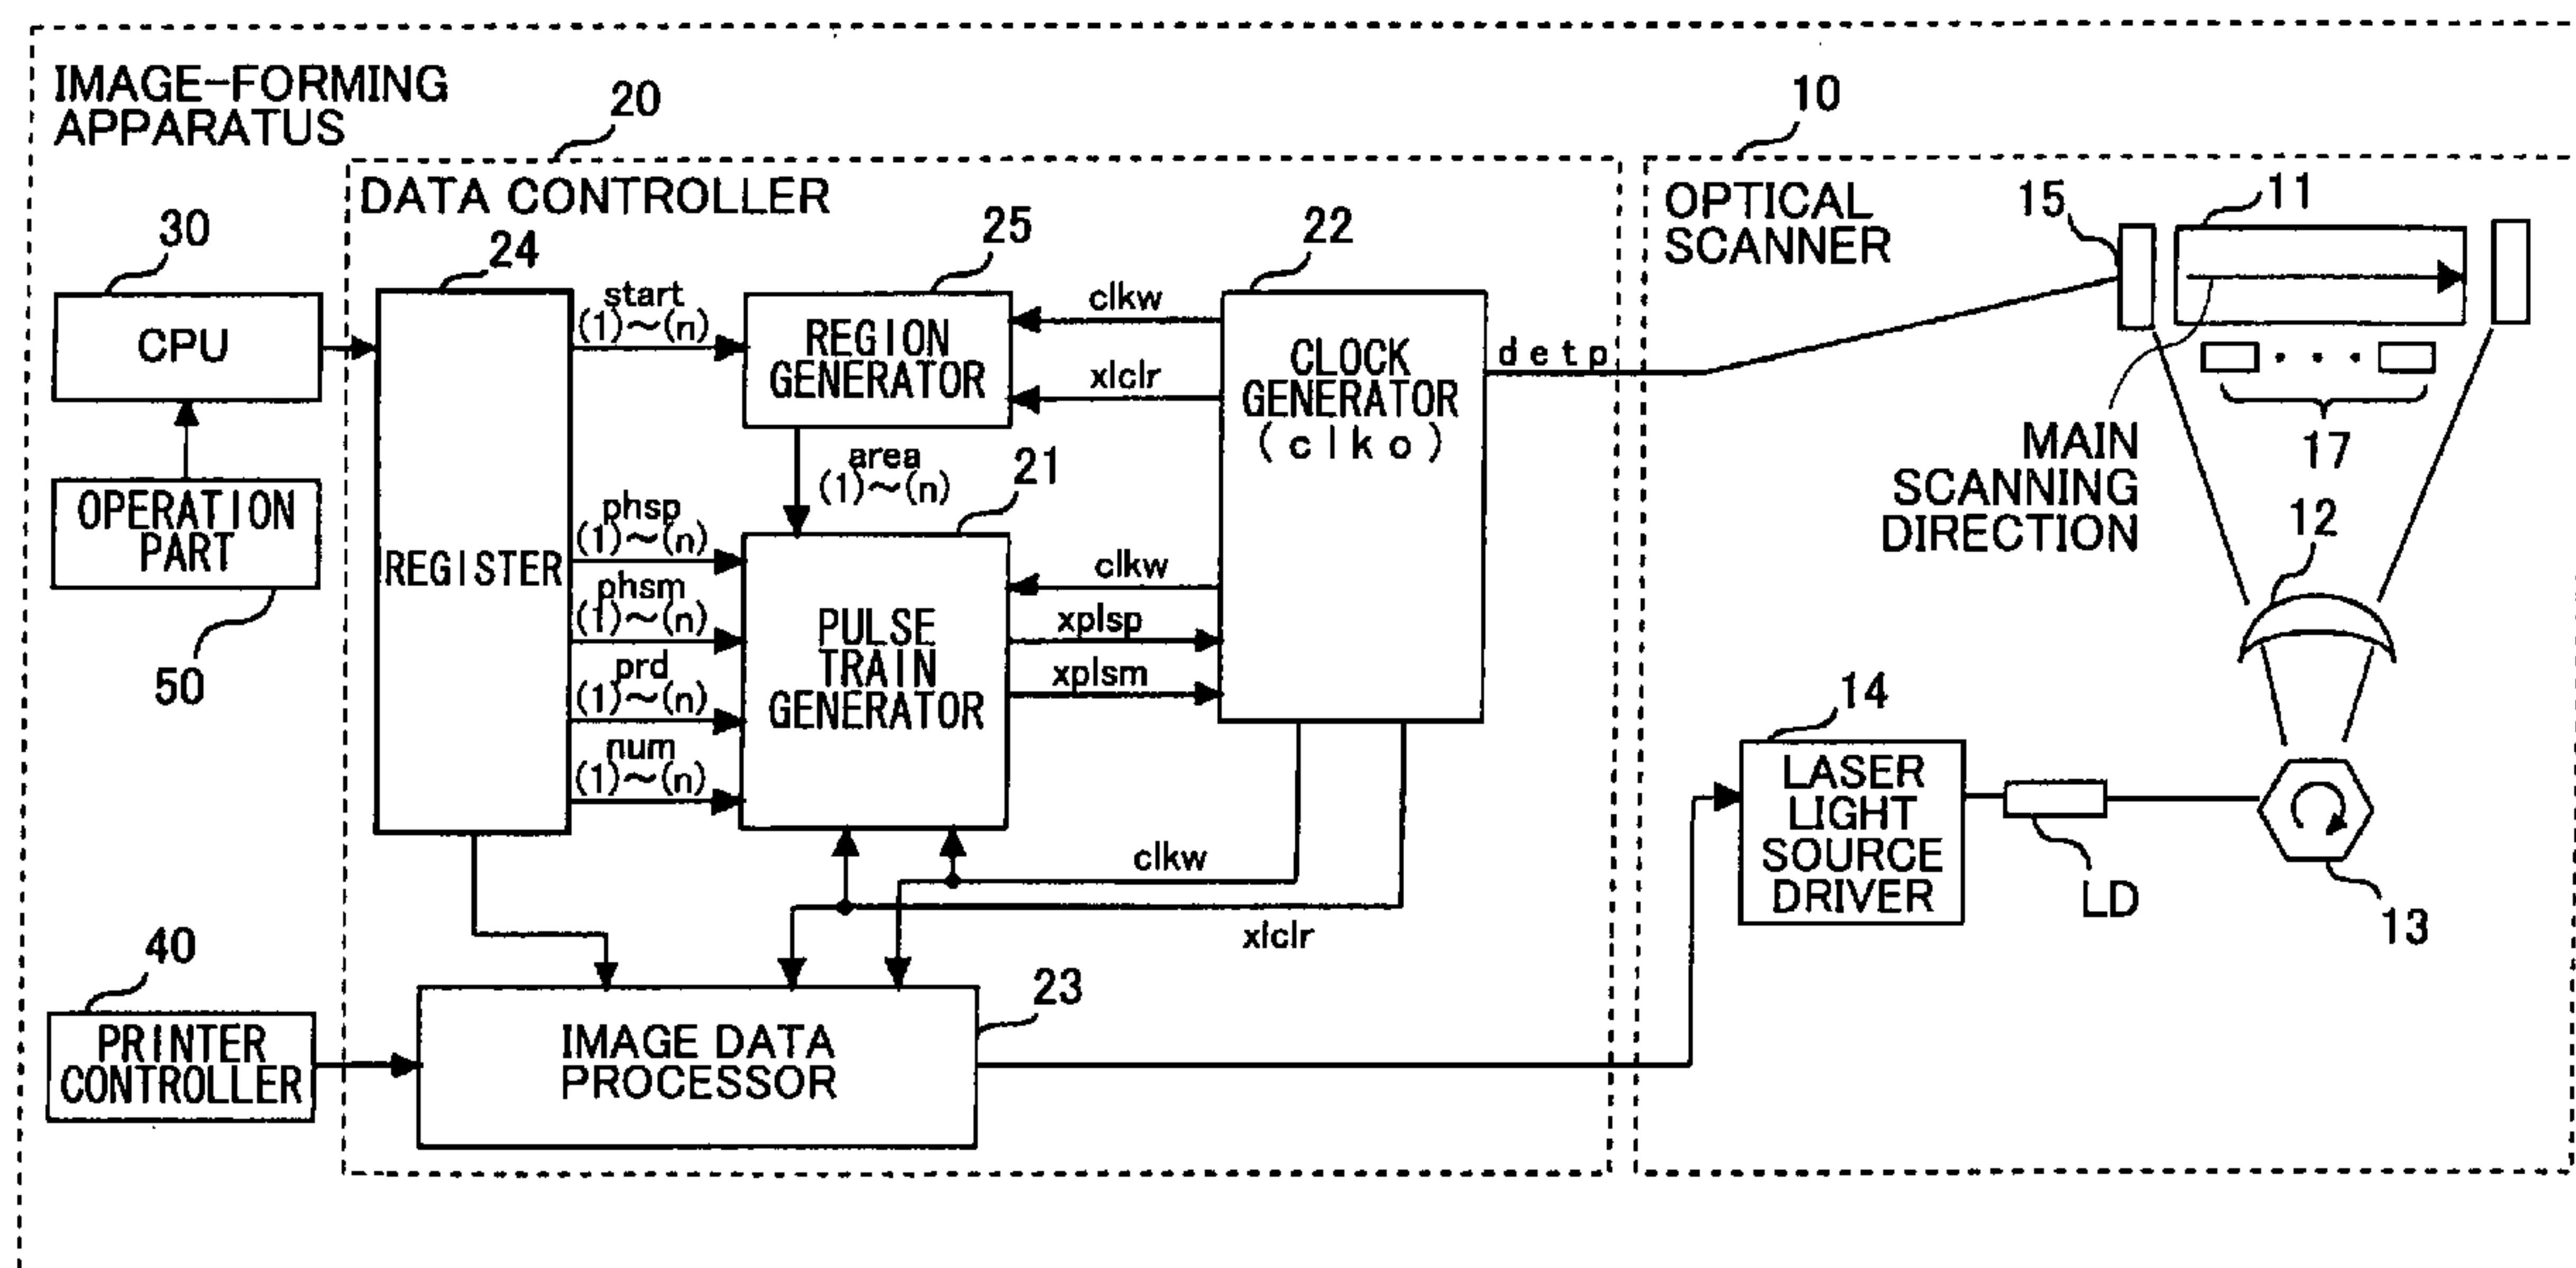 IMAGE-FORMING
APPARATUS
20
10
DATA CONTROLLER
OPTICAL
SCANNER
30
24
25
22
15
11
CPU
start
(1)~(n)
REGION
GENERATOR
clkw
xlclr
CLOCK
GENERATOR
(clko)
detp
OPERATION
PART
50
REGISTER
area
(1)~(n)
21
phsp
(1)~(n)
phsm
(1)~(n)
prd
(1)~(n)
num
(1)~(n)
PULSE
TRAIN
GENERATOR
clkw
xplsp
xplsm
17
MAIN
SCANNING
DIRECTION
12
14
LASER
LIGHT
SOURCE
DRIVER
LD
13
clkw
xlclr
40
PRINTER
CONTROLLER
23
IMAGE DATA
PROCESSOR